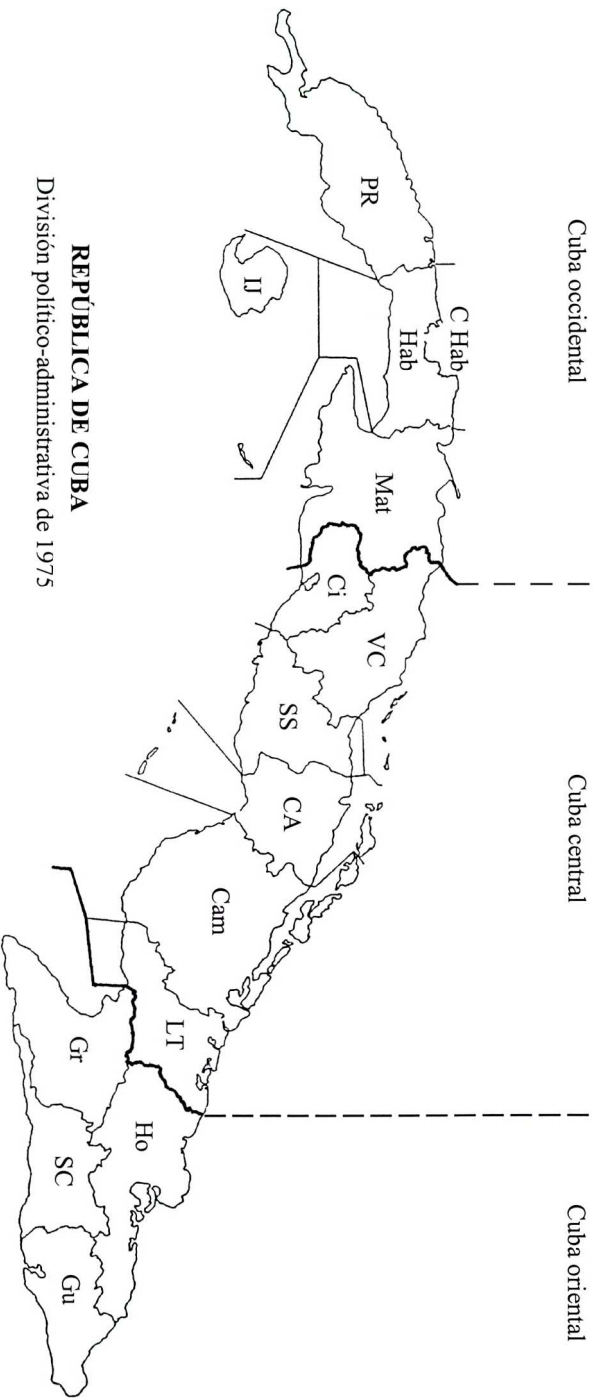 Cuba occidental
Cuba central
Cuba oriental
PR
C Hab
Hab
IJ
Mat
Ci
VC
SS
CA
Cam
LT
Gr
Ho
SC
Gu
REPÚBLICA DE CUBA
División político-administrativa de 1975